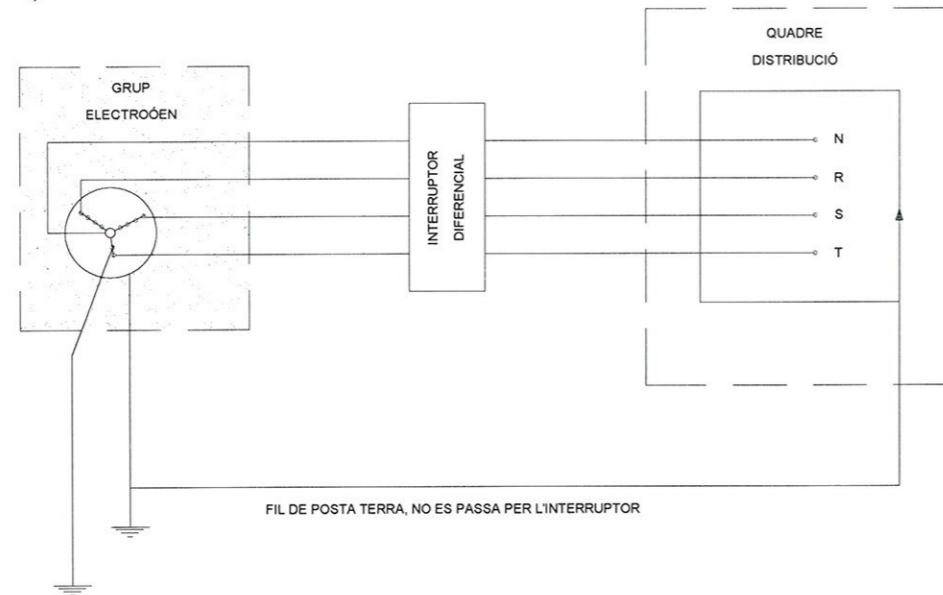 QUADRE
DISTRIBUCIÓ
GRUP
ELECTROÓEN
INTERRUPTOR
DIFERENCIAL
N
R
S
T
FIL DE POSTA TERRA, NO ES PASSA PER L'INTERRUPTOR